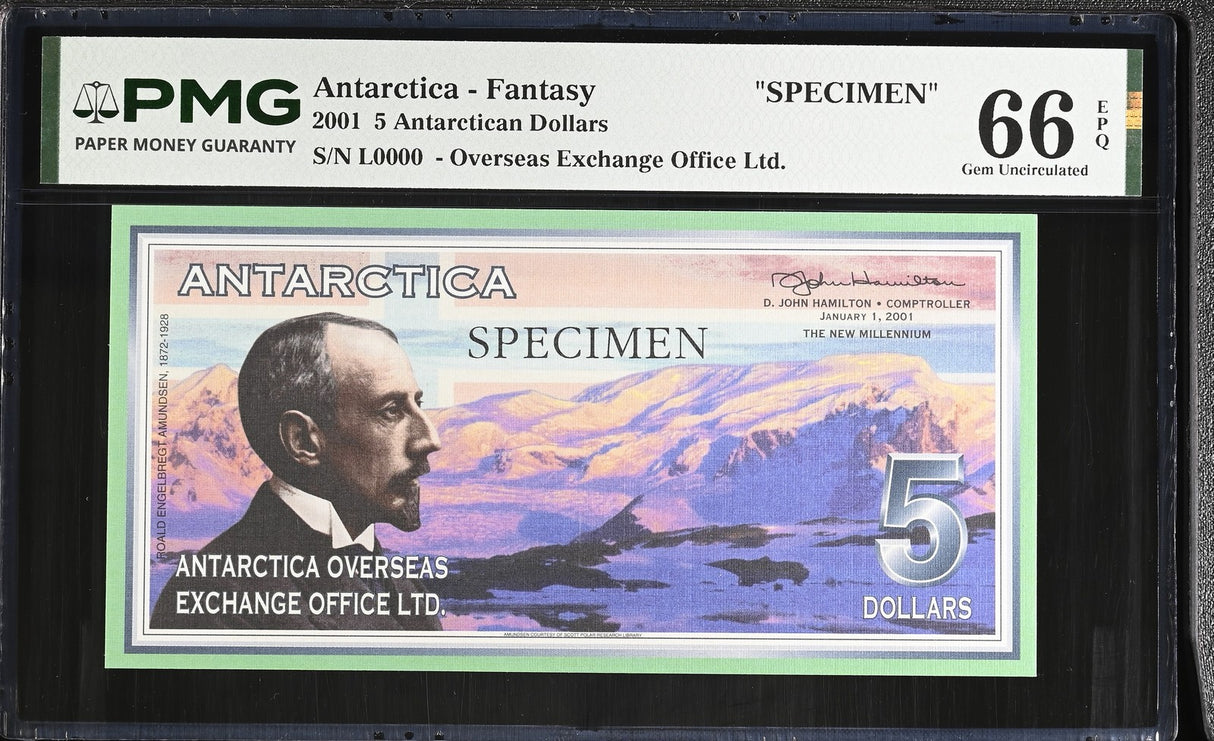 PMG
PAPER MONEY GUARANTY
Antarctica - Fantasy
2001 5 Antarctican Dollars
S/N L0000 - Overseas Exchange Office Ltd.
"SPECIMEN"
66
EPQ
Gem Uncirculated
ANTARCTICA
D. John Hamilton
D. JOHN HAMILTON • COMPTROLLER
JANUARY 1, 2001
THE NEW MILLENNIUM
SPECIMEN
ROALD ENGELBREGT AMUNDSEN, 1872-1928
5
ANTARCTICA OVERSEAS
EXCHANGE OFFICE LTD.
DOLLARS
AMUNDSEN COURTESY OF SCOTT POLAR RESEARCH LIBRARY